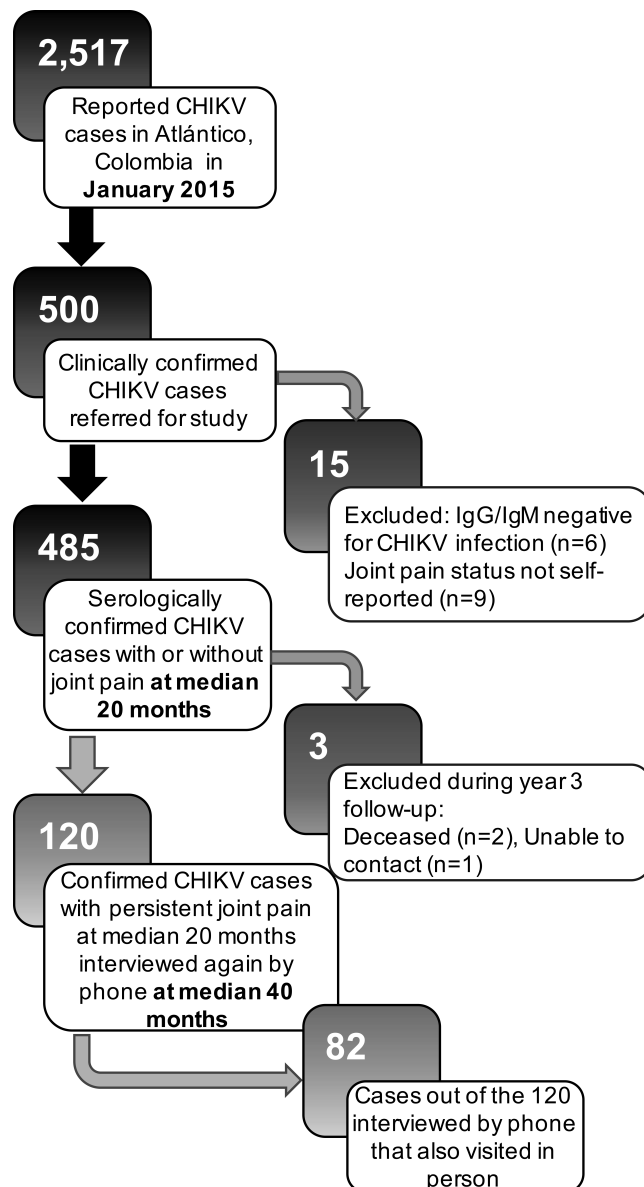 2,517
Reported CHIKV
cases in Atlántico,
Colombia in
January 2015
500
Clinically confirmed
CHIKV cases
referred for study
15
Excluded: IgG/IgM negative
for CHIKV infection (n=6)
Joint pain status not self-
reported (n=9)
485
Serologically
confirmed CHIKV
cases with or without
joint pain at median
20 months
3
Excluded during year 3
follow-up:
Deceased (n=2), Unable to
contact (n=1)
120
Confirmed CHIKV cases
with persistent joint pain
at median 20 months
interviewed again by
phone at median 40
months
82
Cases out of the 120
interviewed by phone
that also visited in
person